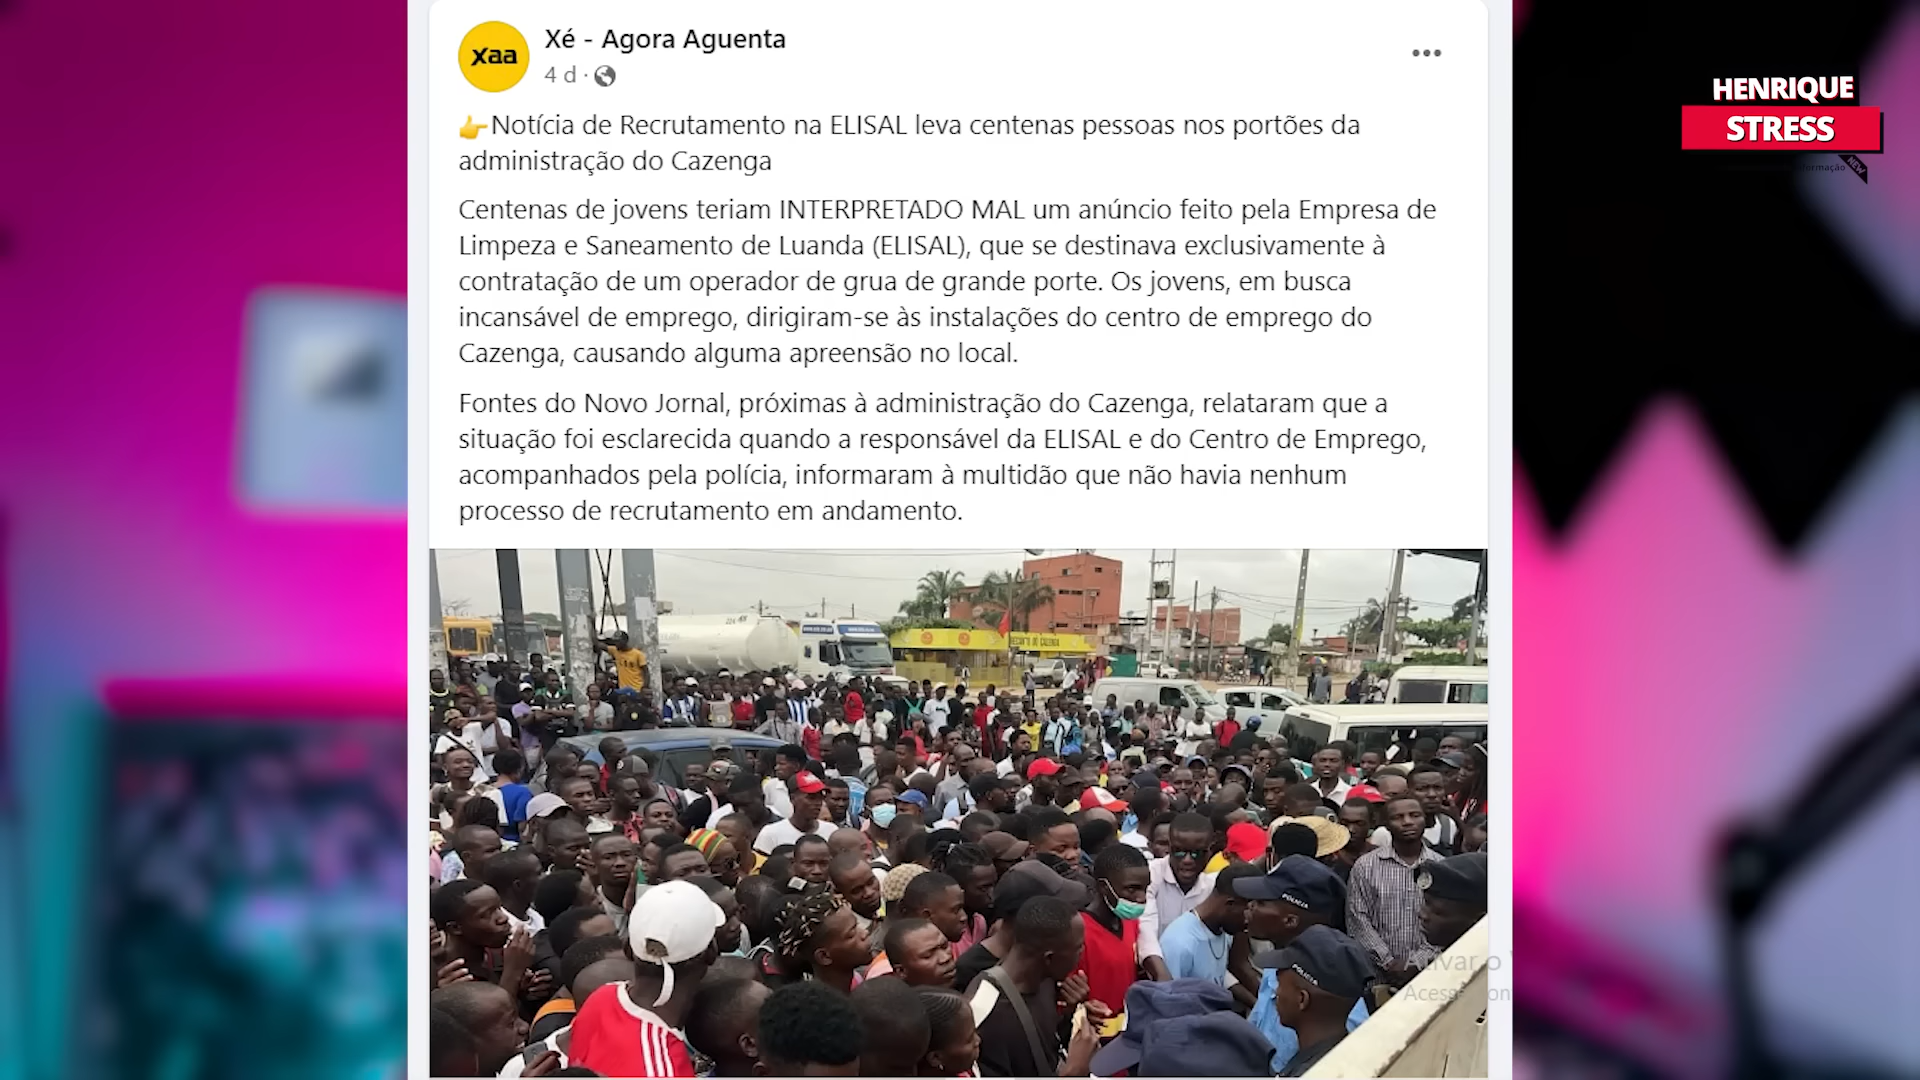 xaa
Xé - Agora Aguenta
4 d ·
HENRIQUE
STRESS
NEW
👉Notícia de Recrutamento na ELISAL leva centenas pessoas nos portões da
administração do Cazenga
Centenas de jovens teriam INTERPRETADO MAL um anúncio feito pela Empresa de
Limpeza e Saneamento de Luanda (ELISAL), que se destinava exclusivamente à
contratação de um operador de grua de grande porte. Os jovens, em busca
incansável de emprego, dirigiram-se às instalações do centro de emprego do
Cazenga, causando alguma apreensão no local.
Fontes do Novo Jornal, próximas à administração do Cazenga, relataram que a
situação foi esclarecida quando a responsável da ELISAL e do Centro de Emprego,
acompanhados pela polícia, informaram à multidão que não havia nenhum
processo de recrutamento em andamento.
POLICIA
POLICIA
Ativar o